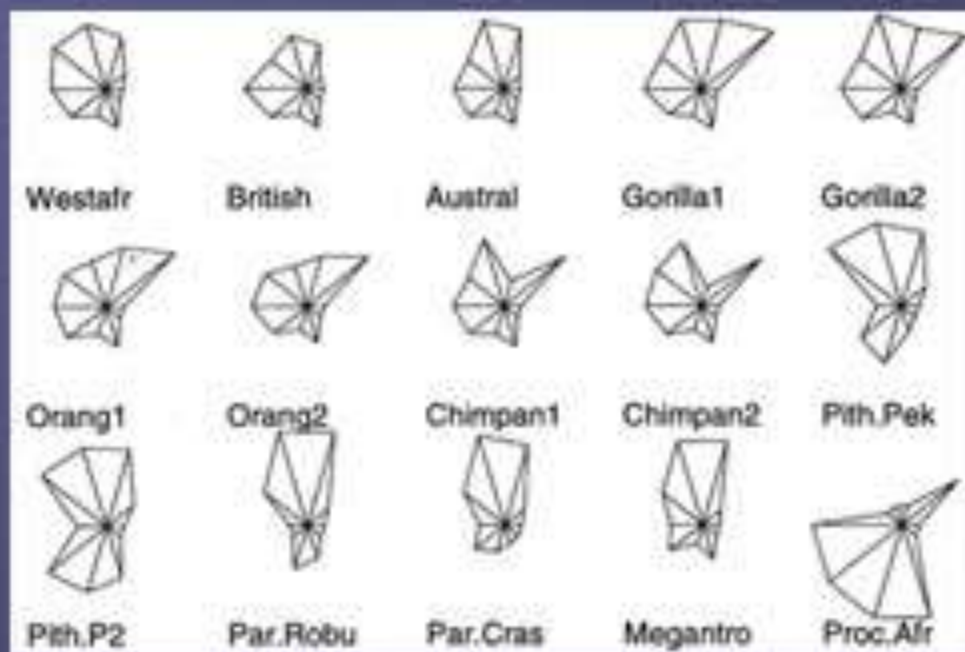 Westafr British Austral Gorilla1 Gorilla2
Orang1 Orang2 Chimpan1 Chimpan2 Pith.Pek
Pith.P2 Par.Robu Par.Cras Megantro Proc.Afr